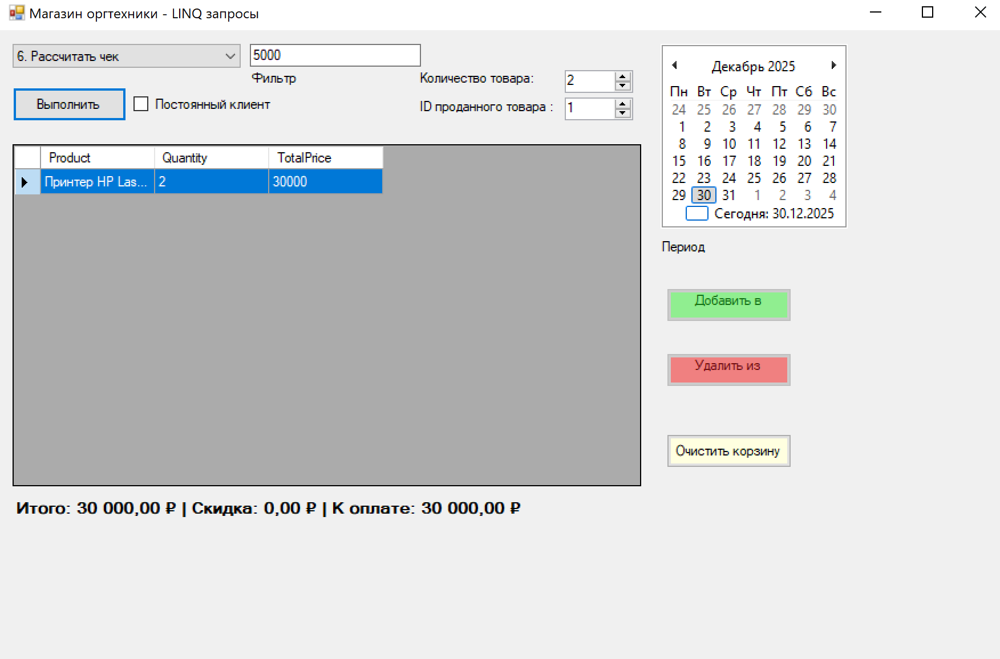 Магазин оргтехники - LINQ запросы
6. Рассчитать чек
5000
Фильтр
Количество товара:
2
Выполнить
Постоянный клиент
ID проданного товара :
1
Product Quantity TotalPrice
Принтер HP Las... 2 30000
Итого: 30 000,00 ₽ | Скидка: 0,00 ₽ | К оплате: 30 000,00 ₽
Декабрь 2025
Пн Вт Ср Чт Пт Сб Вс
24 25 26 27 28 29 30
1 2 3 4 5 6 7
8 9 10 11 12 13 14
15 16 17 18 19 20 21
22 23 24 25 26 27 28
29 30 31 1 2 3 4
Сегодня: 30.12.2025
Период
Добавить в
Удалить из
Очистить корзину